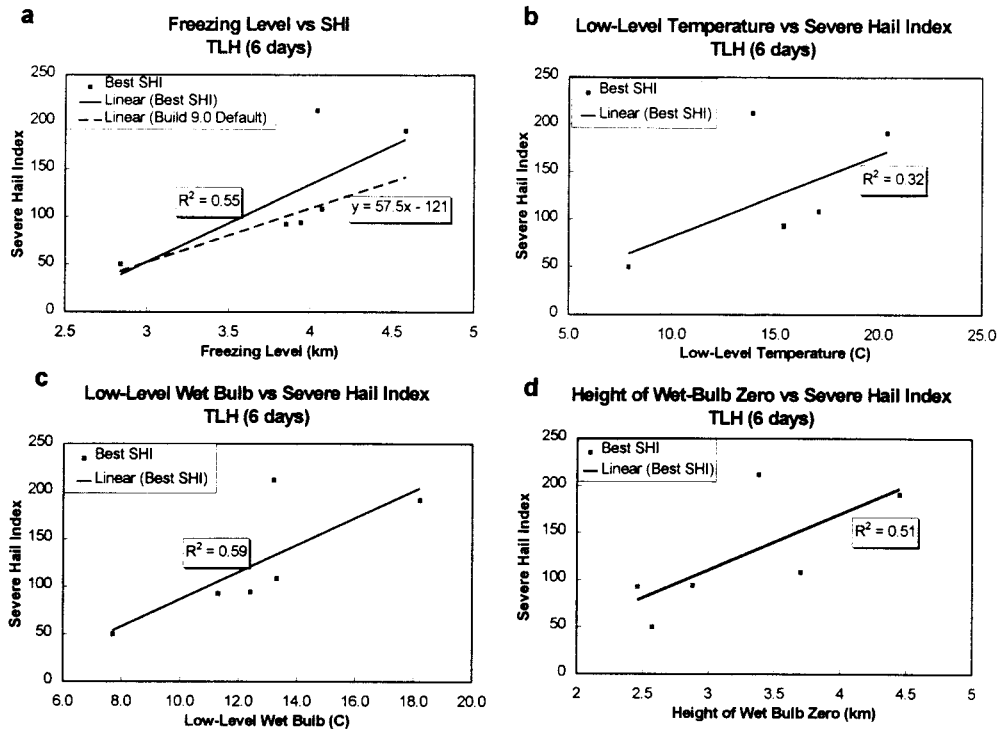 a
Freezing Level vs SHI
TLH (6 days)
250
200
150
100
50
0
Severe Hail Index
Best SHI
Linear (Best SHI)
Linear (Build 9.0 Default)
R² = 0.55
y = 57.5x - 121
2.5 3 3.5 4 4.5 5
Freezing Level (km)
b
Low-Level Temperature vs Severe Hail Index
TLH (6 days)
250
200
150
100
50
0
Severe Hail Index
Best SHI
Linear (Best SHI)
R² = 0.32
5.0 10.0 15.0 20.0 25.0
Low-Level Temperature (C)
c
Low-Level Wet Bulb vs Severe Hail Index
TLH (6 days)
250
200
150
100
50
0
Severe Hail Index
Best SHI
Linear (Best SHI)
R² = 0.59
6.0 8.0 10.0 12.0 14.0 16.0 18.0 20.0
Low-Level Wet Bulb (C)
d
Height of Wet-Bulb Zero vs Severe Hail Index
TLH (6 days)
250
200
150
100
50
0
Severe Hail Index
Best SHI
Linear (Best SHI)
R² = 0.51
2 2.5 3 3.5 4 4.5 5
Height of Wet Bulb Zero (km)